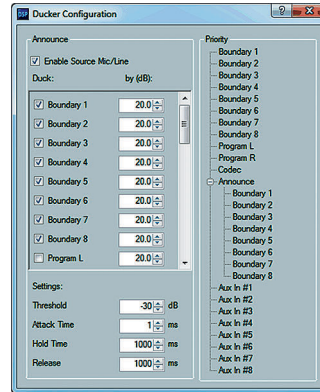 DSP Ducker Configuration
Announce
Enable Source Mic/Line
Duck: by (dB):
Boundary 1 20.0
Boundary 2 20.0
Boundary 3 20.0
Boundary 4 20.0
Boundary 5 20.0
Boundary 6 20.0
Boundary 7 20.0
Boundary 8 20.0
Program L 20.0
Settings:
Threshold -30 dB
Attack Time 1 ms
Hold Time 1000 ms
Release 1000 ms
Priority
Boundary 1
Boundary 2
Boundary 3
Boundary 4
Boundary 5
Boundary 6
Boundary 7
Boundary 8
Program L
Program R
Codec
Announce
Boundary 1
Boundary 2
Boundary 3
Boundary 4
Boundary 5
Boundary 6
Boundary 7
Boundary 8
Aux In #1
Aux In #2
Aux In #3
Aux In #4
Aux In #5
Aux In #6
Aux In #7
Aux In #8